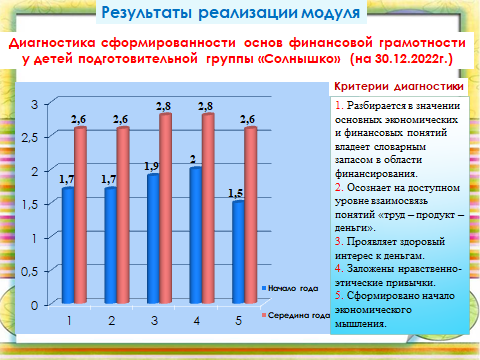 Результаты реализации модуля
Диагностика сформированности основ финансовой грамотности
у детей подготовительной группы «Солнышко» (на 30.12.2022г.)
Критерии диагностики
1. Разбирается в значении
основных экономических
и финансовых понятий
владеет словарным
запасом в области
финансирования.
2. Осознает на доступном
уровне взаимосвязь
понятий «труд – продукт –
деньги».
3. Проявляет здоровый
интерес к деньгам.
4. Заложены нравственно-
этические привычки.
5. Сформировано начало
экономического
мышления.
3
2,5
2
1,5
1
0,5
0
1,7 2,6 1,7 2,6 1,9 2,8 2 2,8 1,5 2,6
1 2 3 4 5
Начало года
Середина года